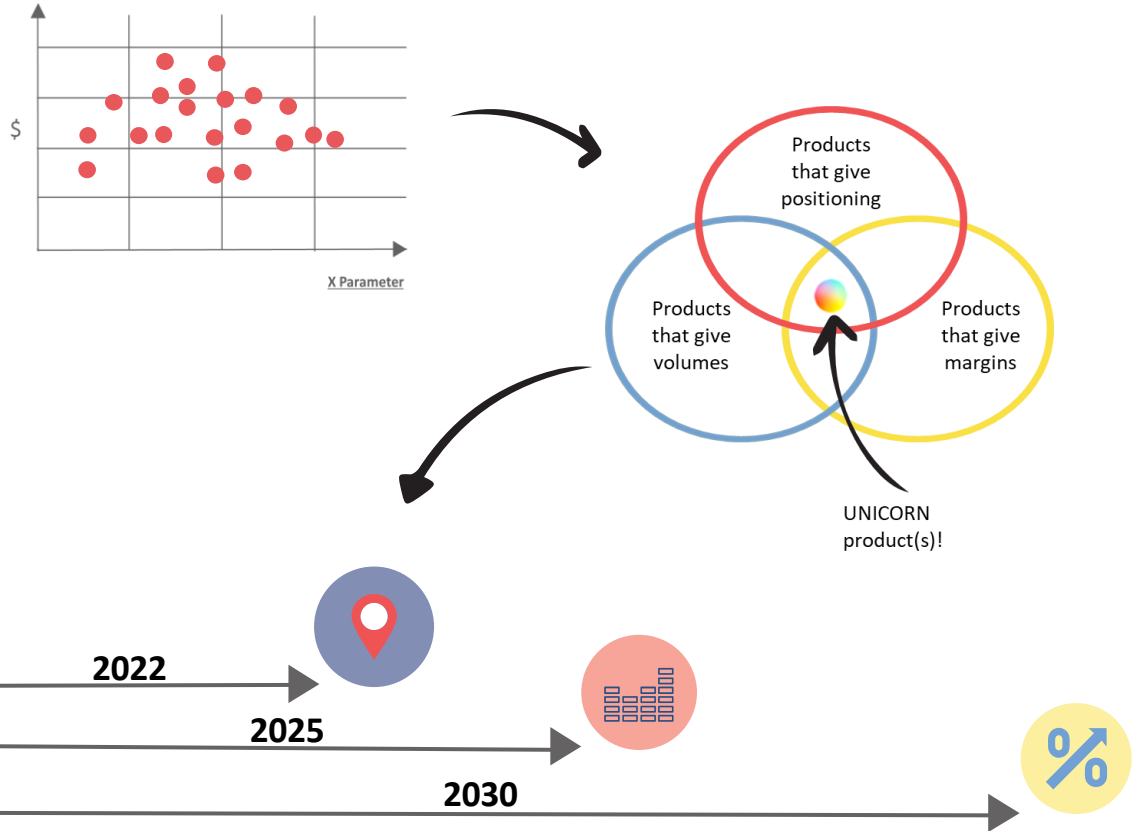 $
X Parameter
Products
that give
positioning
Products
that give
volumes
Products
that give
margins
UNICORN
product(s)!
2022
2025
2030
%